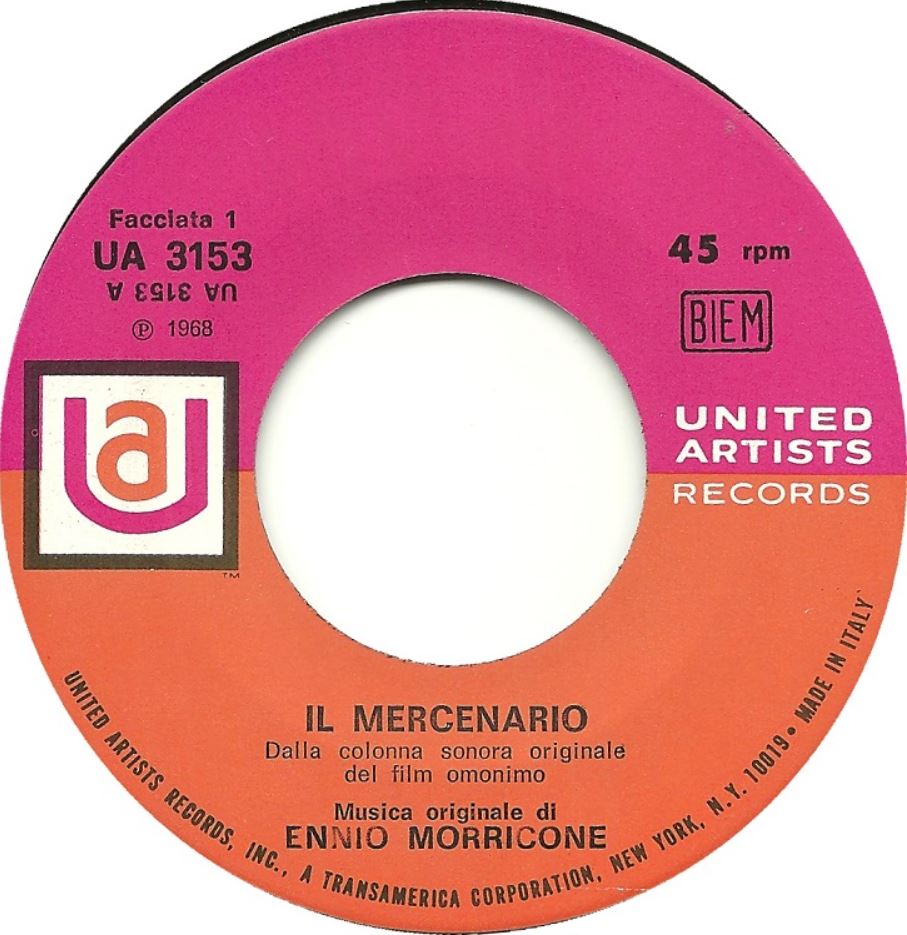 Facciata 1
UA 3153
UA 3153 A
℗ 1968
45 rpm
BIEM
ua
TM
UNITED
ARTISTS
RECORDS
IL MERCENARIO
Dalla colonna sonora originale
del film omonimo
Musica originale di
ENNIO MORRICONE
UNITED ARTISTS RECORDS, INC., A TRANSAMERICA CORPORATION, NEW YORK, N.Y. 10019 • MADE IN ITALY